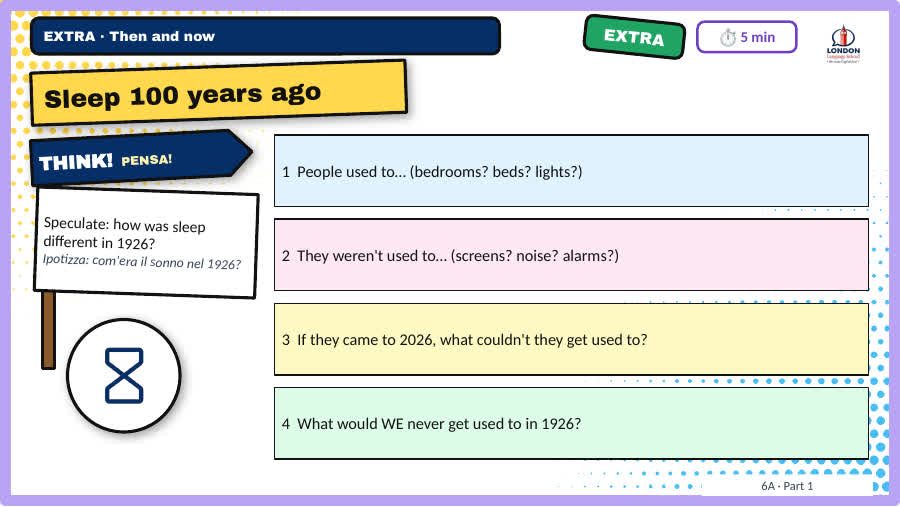 EXTRA · Then and now
EXTRA
5 min
LONDON
Language School
Sleep 100 years ago
THINK! PENSA!
Speculate: how was sleep
different in 1926?
Ipotizza: com'era il sonno nel 1926?
1 People used to... (bedrooms? beds? lights?)
2 They weren't used to... (screens? noise? alarms?)
3 If they came to 2026, what couldn't they get used to?
4 What would WE never get used to in 1926?
6A · Part 1